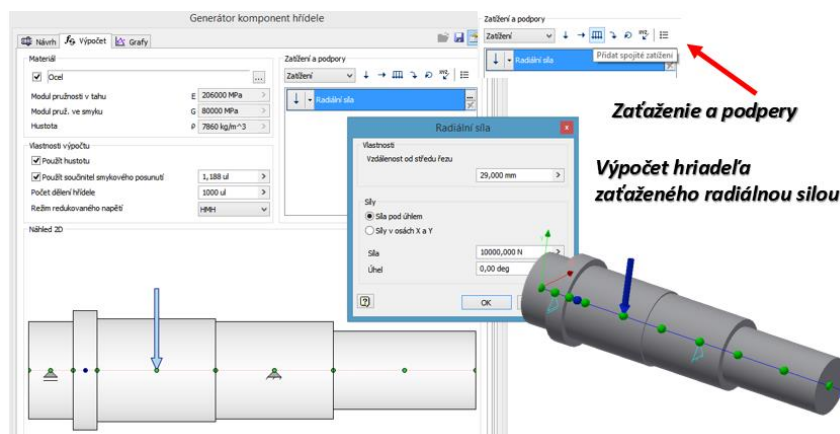 Generátor komponent hřídele
Návrh
Výpočet
Grafy
Materiál
Ocel
...
Modul pružnosti v tahu E 206000 MPa
Modul pruž. ve smyku G 80000 MPa
Hustota ρ 7860 kg/m^3
Vlastnosti výpočtu
Použít hustotu
Použít součinitel smykového posunutí 1,188 ul
Počet dělení hřídele 1000 ul
Režim redukovaného napětí HMH
Náhled 2D
Zatížení a podpory
Zatížení
Radiální síla
Zatížení a podpory
Zatížení
Přidat spojité zatížení
Radiální síla
Vlastnosti
Vzdálenost od středu řezu
29,000 mm
Síly
Síla pod úhlem
Síly v osách X a Y
Síla 10000,000 N
Úhel 0,00 deg
OK
Zaťaženie a podpery
Výpočet hriadeľa
zaťaženého radiálnou silou